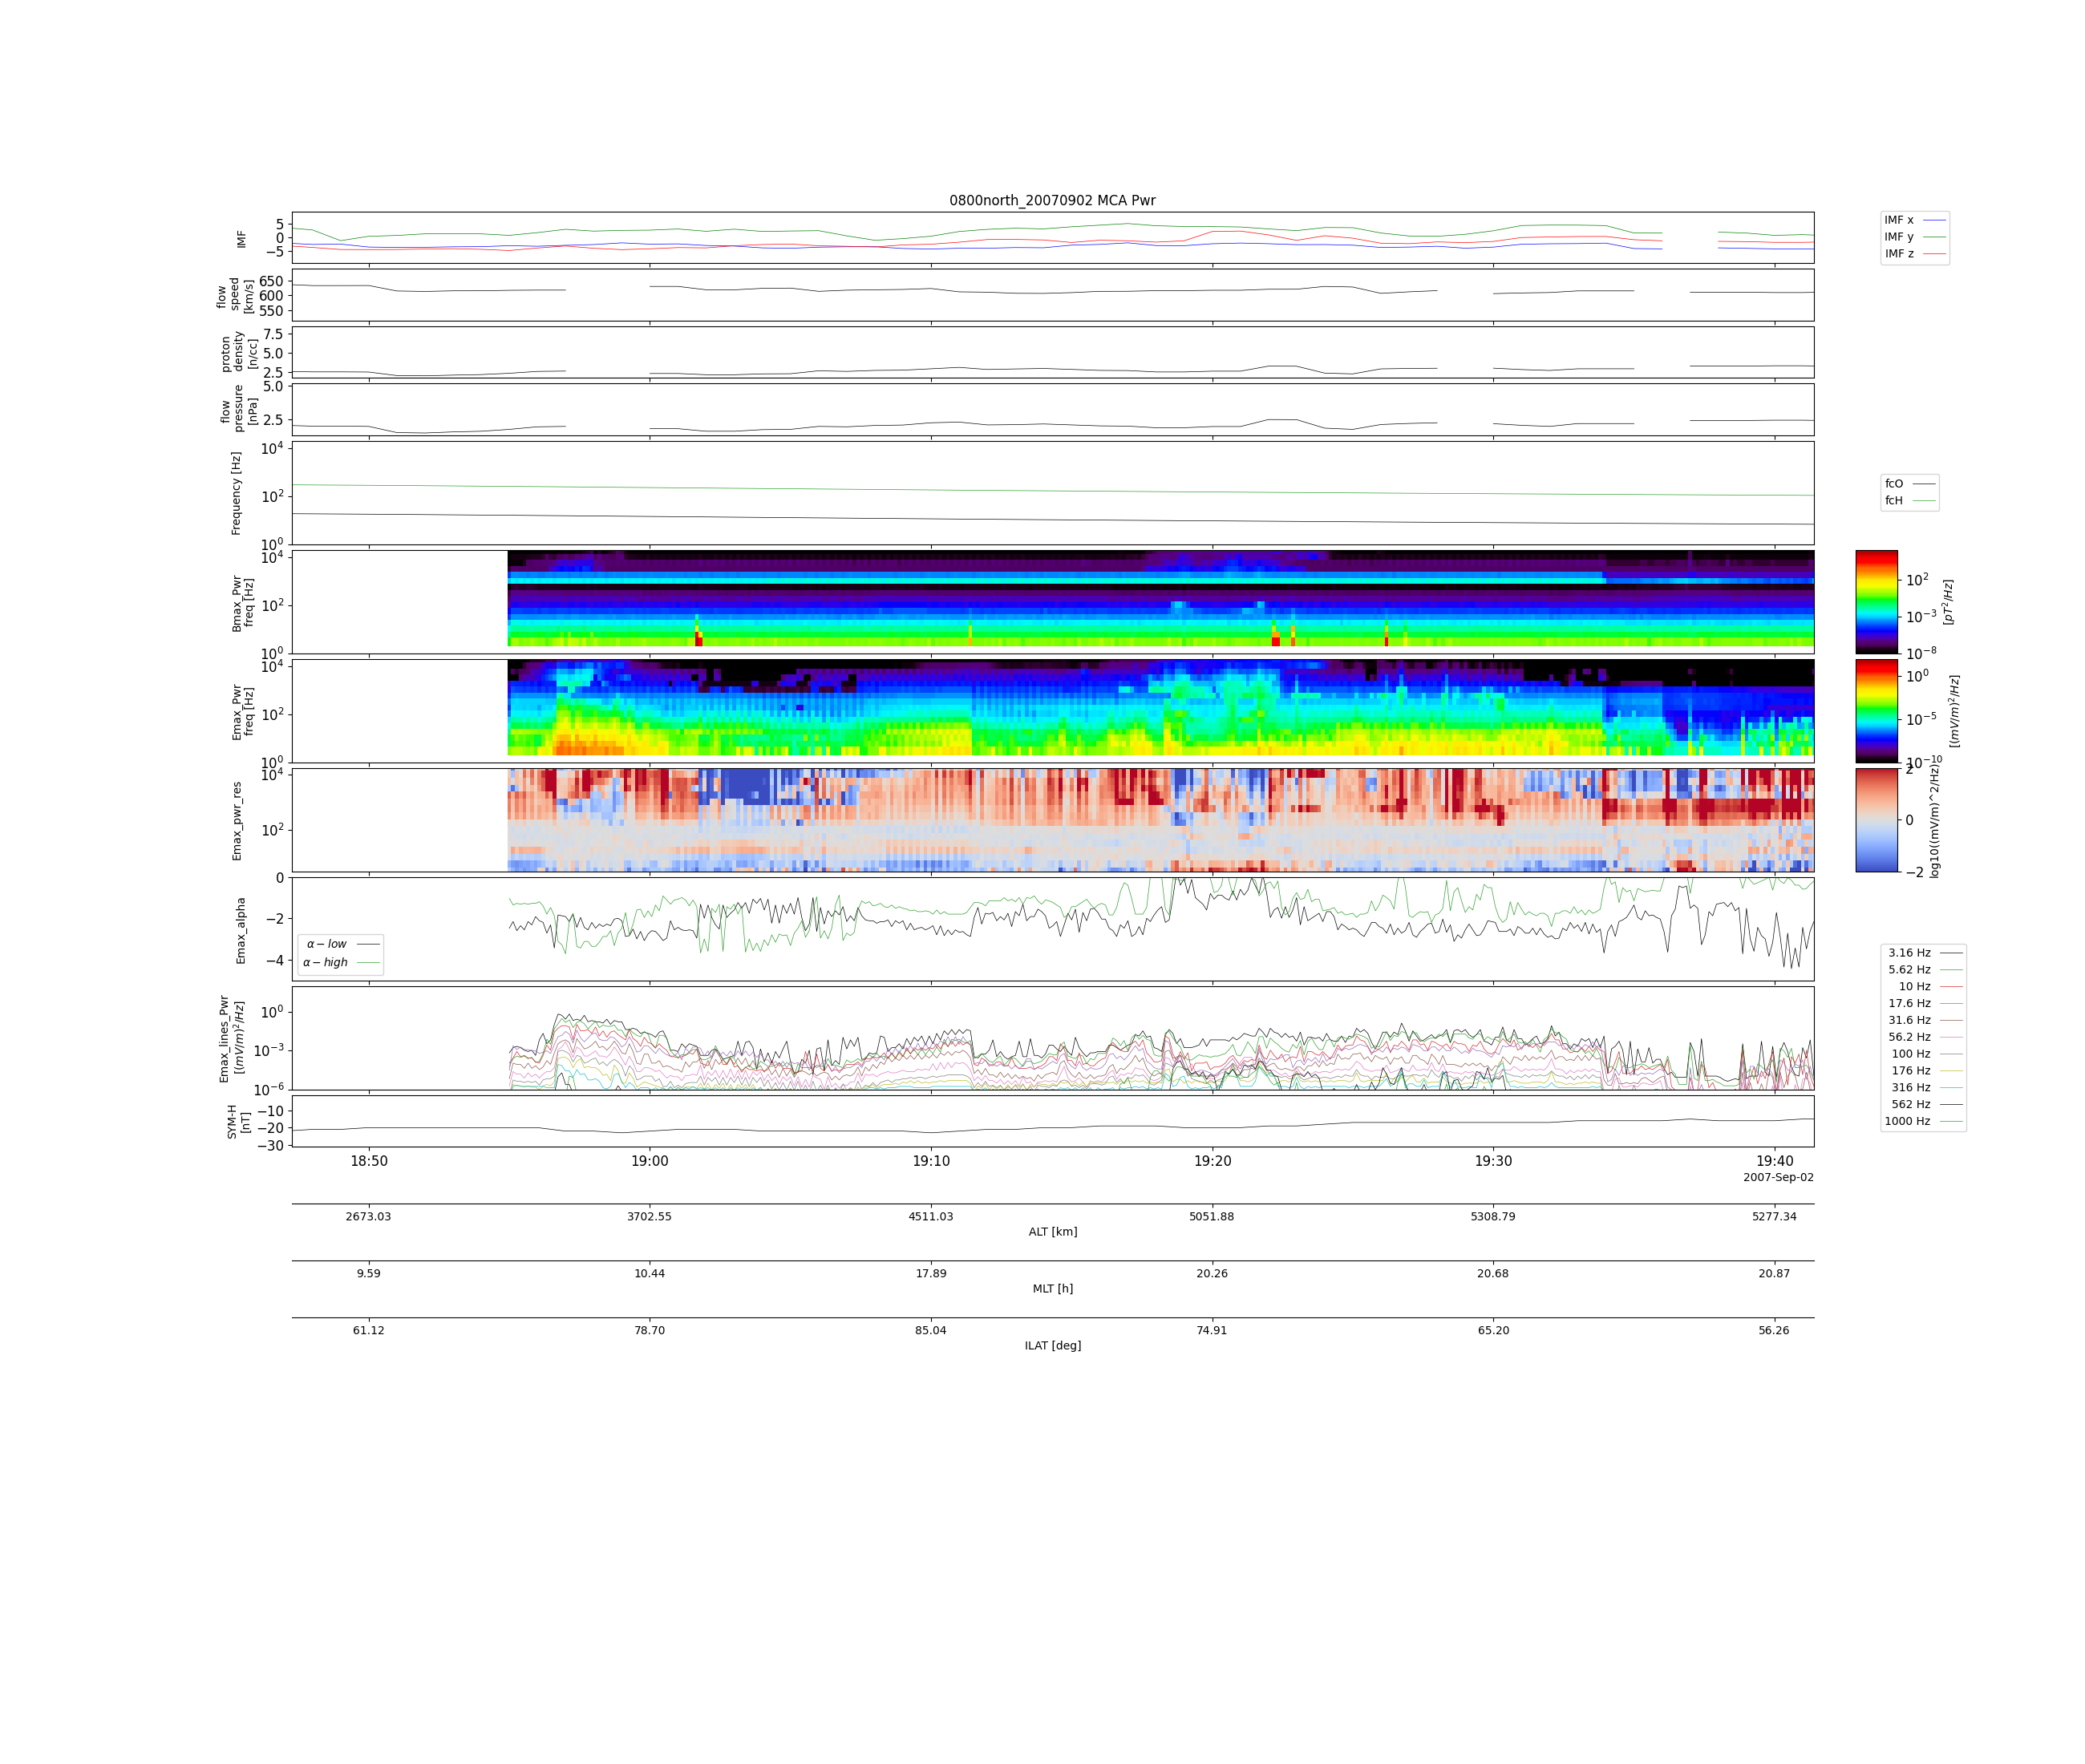 0800north_20070902 MCA Pwr
IMF
5
0
−5
IMF x
IMF y
IMF z
flow
speed
[km/s]
650
600
550
proton
density
[n/cc]
7.5
5.0
2.5
flow
pressure
[nPa]
5.0
2.5
Frequency [Hz]
10^4
10^2
10^0
fcO
fcH
Bmax_Pwr
freq [Hz]
10^4
10^2
10^0
10^2
10^−3
10^−8
[pT^2/Hz]
Emax_Pwr
freq [Hz]
10^4
10^2
10^0
10^0
10^−5
10^−10
[(mV/m)^2/Hz]
Emax_pwr_res
10^4
10^2
2
0
−2
log10((mV/m)^2/Hz)
Emax_alpha
0
−2
−4
α − low
α − high
Emax_lines_Pwr
[(mV/m)^2/Hz]
10^0
10^−3
10^−6
3.16 Hz
5.62 Hz
10 Hz
17.6 Hz
31.6 Hz
56.2 Hz
100 Hz
176 Hz
316 Hz
562 Hz
1000 Hz
SYM-H
[nT]
−10
−20
−30
18:50 19:00 19:10 19:20 19:30 19:40
2007-Sep-02
2673.03 3702.55 4511.03 5051.88 5308.79 5277.34
ALT [km]
9.59 10.44 17.89 20.26 20.68 20.87
MLT [h]
61.12 78.70 85.04 74.91 65.20 56.26
ILAT [deg]